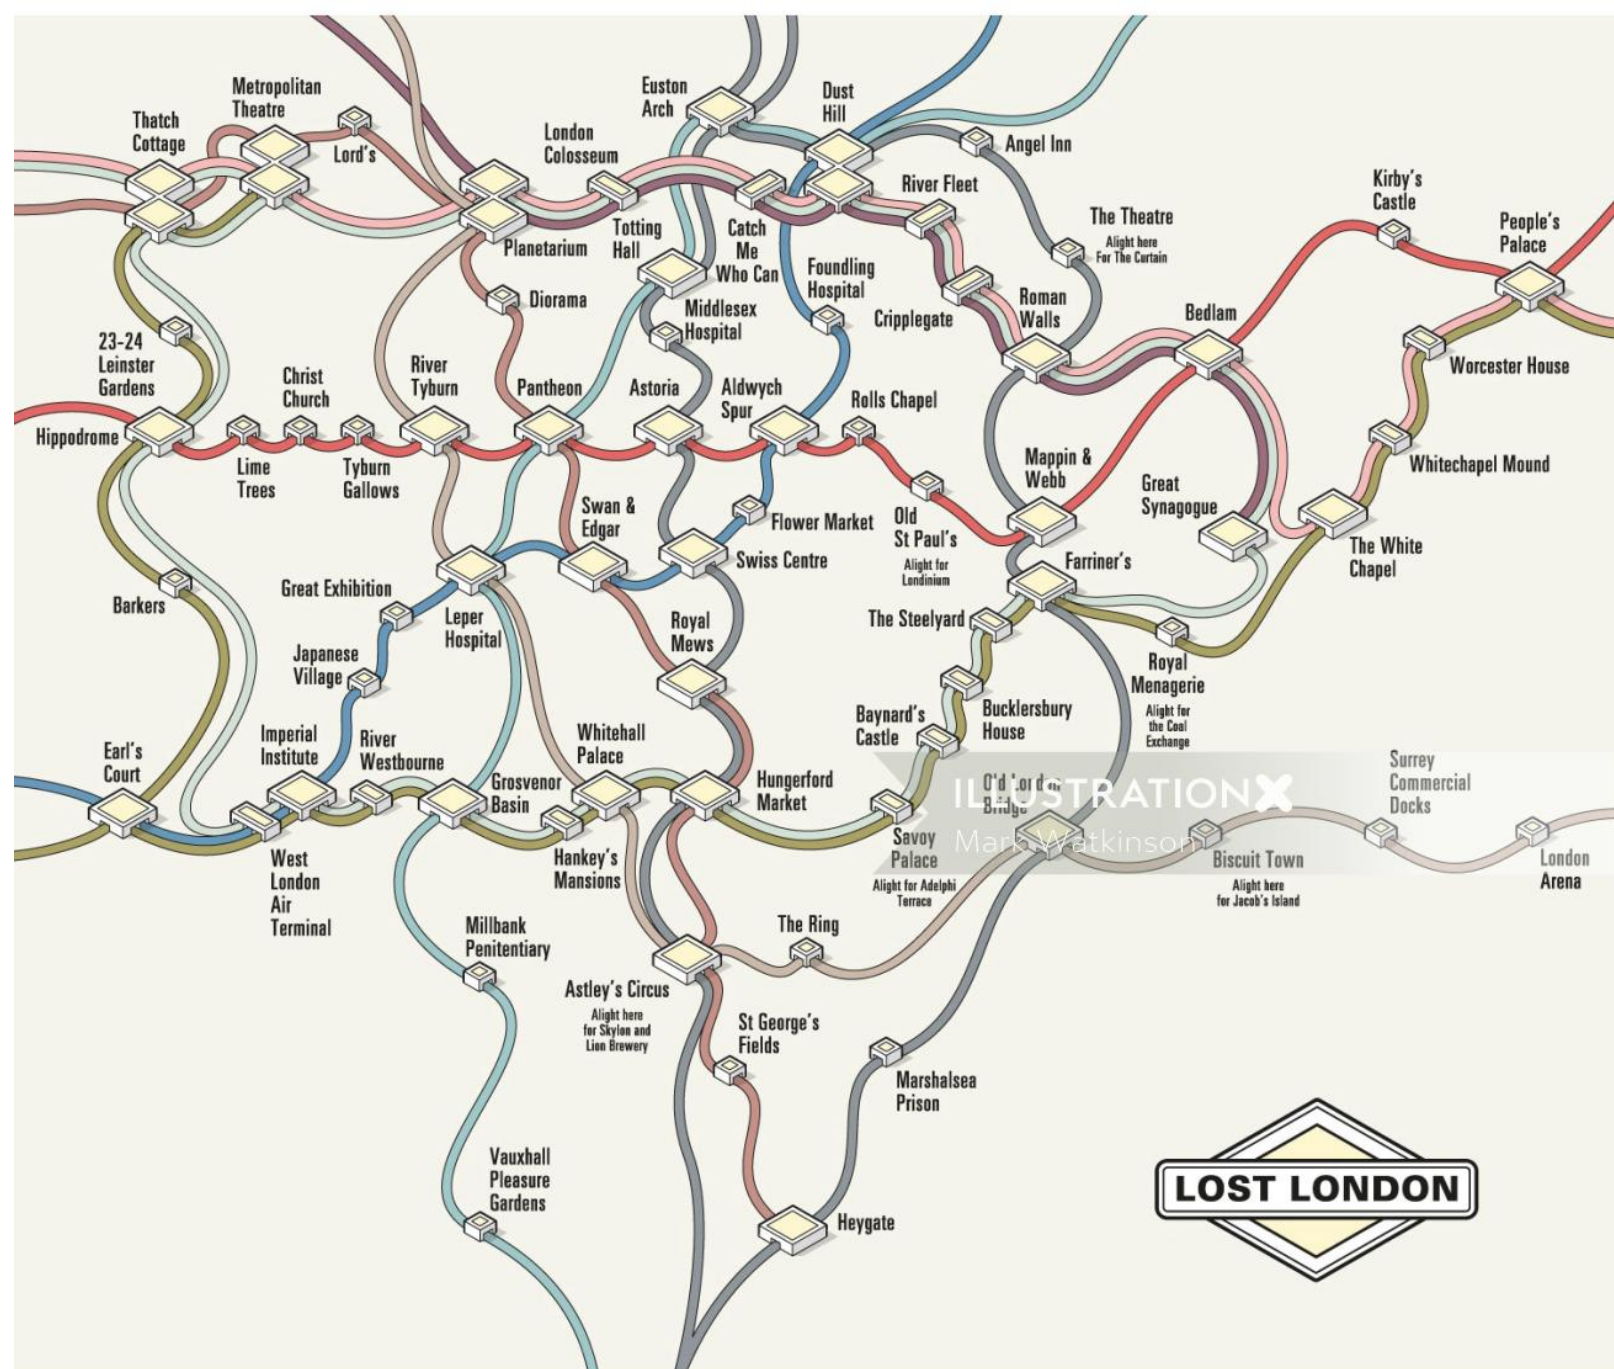 Metropolitan
Theatre
Thatch
Cottage
Lord's
London
Colosseum
Euston
Arch
Dust
Hill
Angel Inn
River Fleet
The Theatre
Alight here
For The Curtain
Kirby's
Castle
People's
Palace
Planetarium
Totting
Hall
Catch
Me
Who Can
Diorama
Middlesex
Hospital
Foundling
Hospital
Cripplegate
Roman
Walls
Bedlam
Worcester House
23-24
Leinster
Gardens
Christ
Church
River
Tyburn
Pantheon
Astoria
Aldwych
Spur
Rolls Chapel
Hippodrome
Lime
Trees
Tyburn
Gallows
Mappin &
Webb
Great
Synagogue
Whitechapel Mound
Swan &
Edgar
Flower Market
Swiss Centre
Old
St Paul's
Alight for
Londinium
Farriner's
The White
Chapel
Barkers
Great Exhibition
Leper
Hospital
Royal
Mews
The Steelyard
Royal
Menagerie
Alight for
the Coal
Exchange
Japanese
Village
Bucklersbury
House
Baynard's
Castle
Earl's
Court
Imperial
Institute
River
Westbourne
Grosvenor
Basin
Whitehall
Palace
Hungerford
Market
Old London
Bridge
Surrey
Commercial
Docks
ILLUSTRATIONX
Mark Watkinson
West
London
Air
Terminal
Hankey's
Mansions
Savoy
Palace
Alight for Adelphi
Terrace
Biscuit Town
Alight here
for Jacob's Island
London
Arena
Millbank
Penitentiary
The Ring
Astley's Circus
Alight here
for Skylon and
Lion Brewery
St George's
Fields
Marshalsea
Prison
Vauxhall
Pleasure
Gardens
Heygate
LOST LONDON